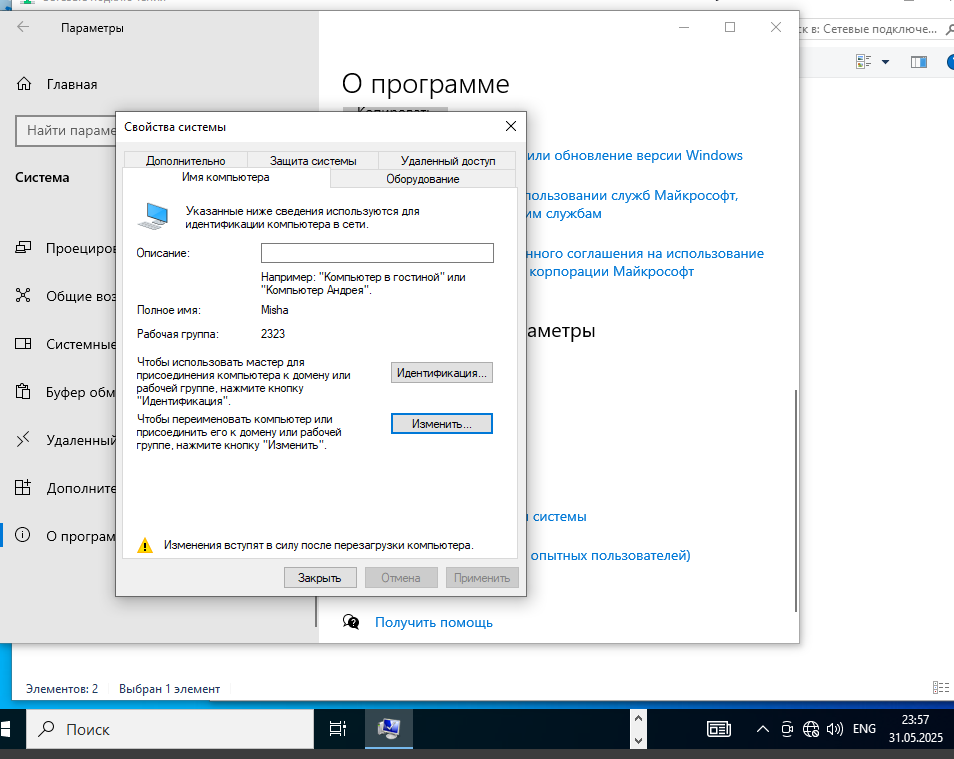 Параметры
к в: Сетевые подключе...
Главная
О программе
Копировать
Найти параме
Система
Свойства системы
или обновление версии Windows
Дополнительно
Защита системы
Удаленный доступ
Имя компьютера
Оборудование
пользовании служб Майкрософт,
им службам
Указанные ниже сведения используются для
идентификации компьютера в сети.
Проециров
Описание:
нного соглашения на использование
корпорации Майкрософт
Например: "Компьютер в гостиной" или
"Компьютер Андрея".
Общие воз
Полное имя:
Misha
Рабочая группа:
2323
аметры
Системные
Чтобы использовать мастер для
присоединения компьютера к домену или
рабочей группе, нажмите кнопку
"Идентификация".
Идентификация...
Буфер обм
Чтобы переименовать компьютер или
присоединить его к домену или рабочей
группе, нажмите кнопку "Изменить".
Изменить...
Удаленный
Дополните
системы
О програм
Изменения вступят в силу после перезагрузки компьютера.
опытных пользователей)
Закрыть
Отмена
Применить
Получить помощь
Элементов: 2
Выбран 1 элемент
Поиск
ENG
23:57
31.05.2025